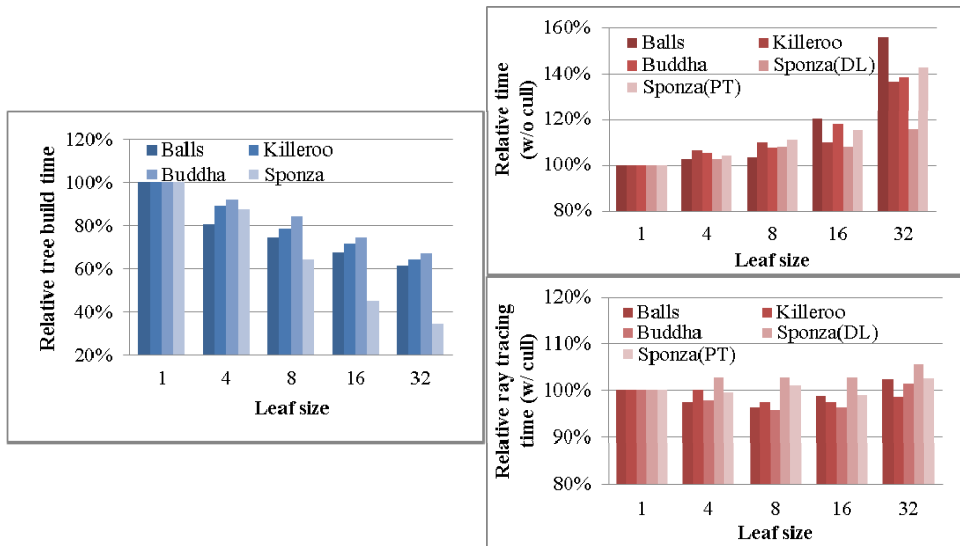 120%
100%
80%
60%
40%
20%
Relative tree build time
Balls Killeroo
Buddha Sponza
1 4 8 16 32
Leaf size
160%
140%
120%
100%
80%
Relative time
(w/o cull)
Balls Killeroo
Buddha Sponza(DL)
Sponza(PT)
1 4 8 16 32
Leaf size
120%
110%
100%
90%
80%
Relative ray tracing
time (w/ cull)
Balls Killeroo
Buddha Sponza(DL)
Sponza(PT)
1 4 8 16 32
Leaf size